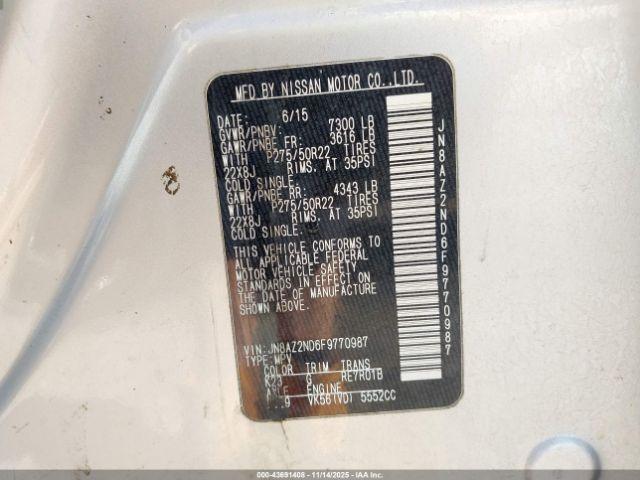 MFD BY NISSAN MOTOR CO.,LTD.
DATE: 6/15
GVWR/PNBV: 7300 LB
GAWR/PNBE FR: 3616 LB
WITH P275/50R22 TIRES
22X8J RIMS. AT 35PSI
COLD SINGLE.
GAWR/PNBE RR: 4343 LB
WITH P275/50R22 TIRES
22X8J RIMS. AT 35PSI
COLD SINGLE.
THIS VEHICLE CONFORMS TO
ALL APPLICABLE FEDERAL
MOTOR VEHICLE SAFETY
STANDARDS IN EFFECT ON
THE DATE OF MANUFACTURE
SHOWN ABOVE.
VIN:JN8AZ2ND6F9770987
TYPE:MPV
COLOR TRIM TRANS
K23 G RE7R01B
ENGINE
VK56(VD) 5552CC
JN8AZ2ND6F9770987
000-43691408 - 11/14/2025 - Copyright © IAA, LLC